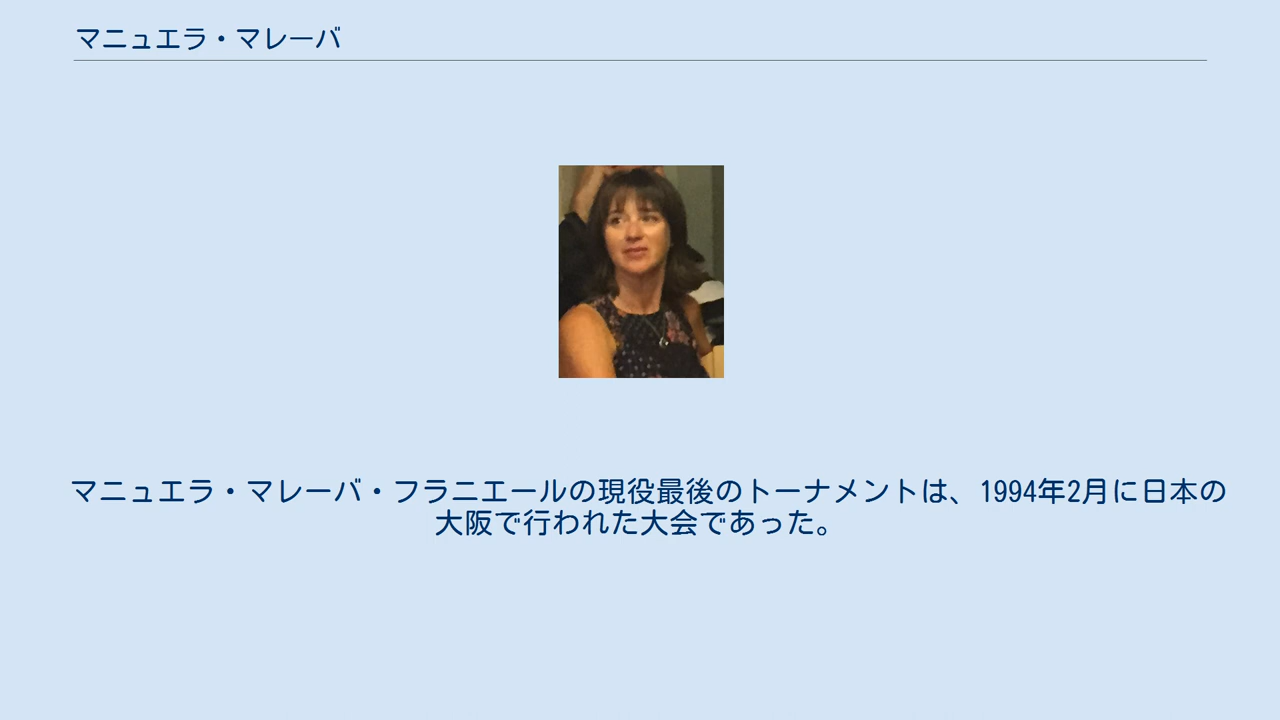 マニュエラ・マレーバ
マニュエラ・マレーバ・フラニエールの現役最後のトーナメントは、1994年2月に日本の
大阪で行われた大会であった。